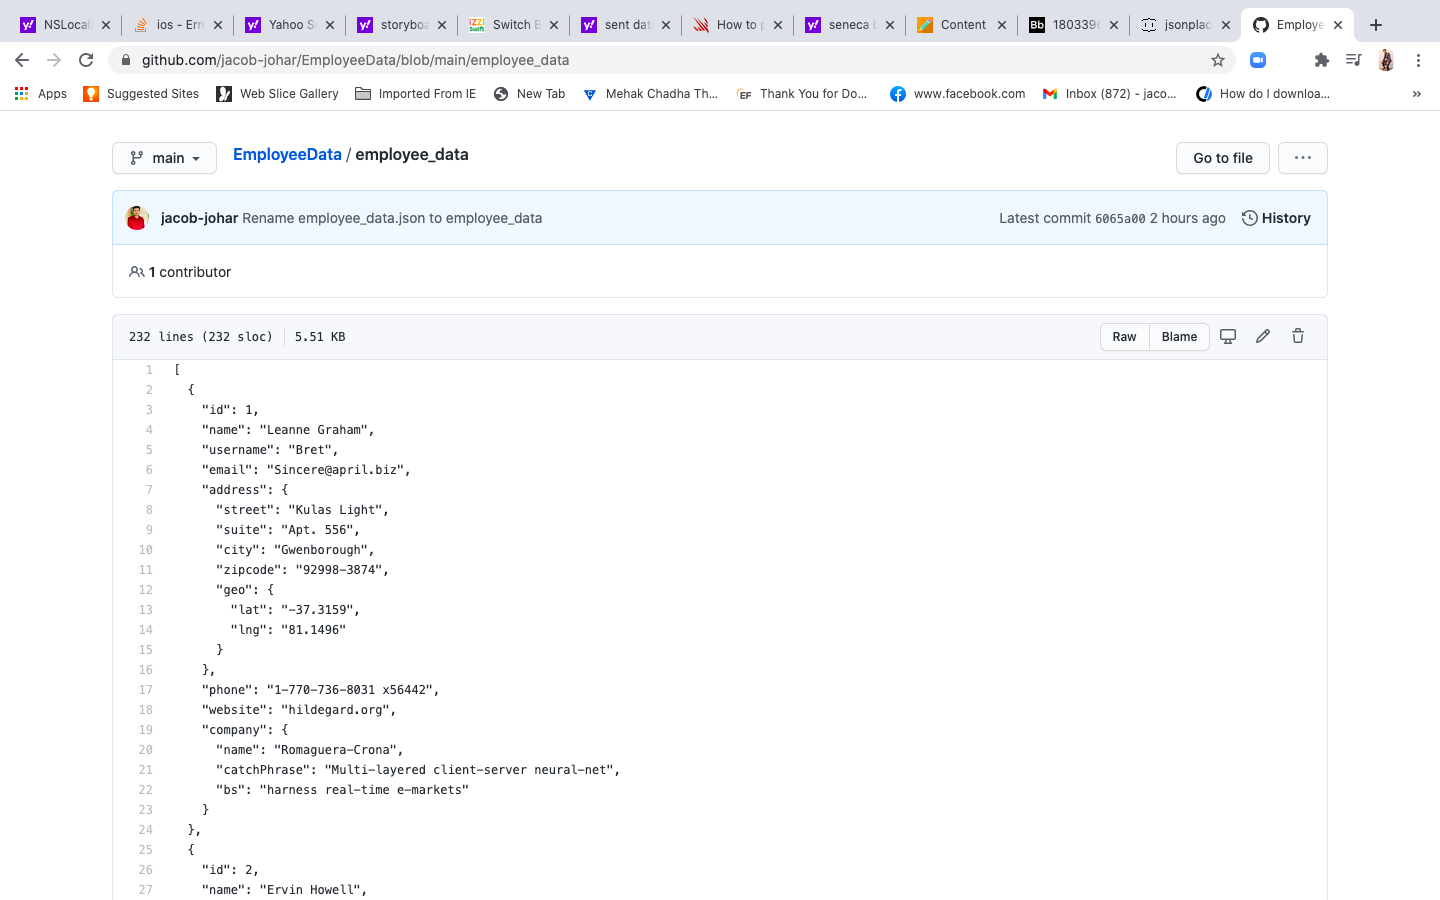 NSLocali
ios - Erro
Yahoo S
storyboa
Switch E
sent data
How to p
seneca b
Content
Bb 1803396
jsonplac
Employe
github.com/jacob-johar/EmployeeData/blob/main/employee_data
Apps Suggested Sites Web Slice Gallery Imported From IE New Tab Mehak Chadha Th... EF Thank You for Do... www.facebook.com Inbox (872) - jaco... How do I downloa... »
main EmployeeData / employee_data Go to file ...
jacob-johar Rename employee_data.json to employee_data Latest commit 6065a00 2 hours ago History
1 contributor
232 lines (232 sloc) 5.51 KB Raw Blame
1 [
2 {
3 "id": 1,
4 "name": "Leanne Graham",
5 "username": "Bret",
6 "email": "Sincere@april.biz",
7 "address": {
8 "street": "Kulas Light",
9 "suite": "Apt. 556",
10 "city": "Gwenborough",
11 "zipcode": "92998-3874",
12 "geo": {
13 "lat": "-37.3159",
14 "lng": "81.1496"
15 }
16 },
17 "phone": "1-770-736-8031 x56442",
18 "website": "hildegard.org",
19 "company": {
20 "name": "Romaguera-Crona",
21 "catchPhrase": "Multi-layered client-server neural-net",
22 "bs": "harness real-time e-markets"
23 }
24 },
25 {
26 "id": 2,
27 "name": "Ervin Howell",